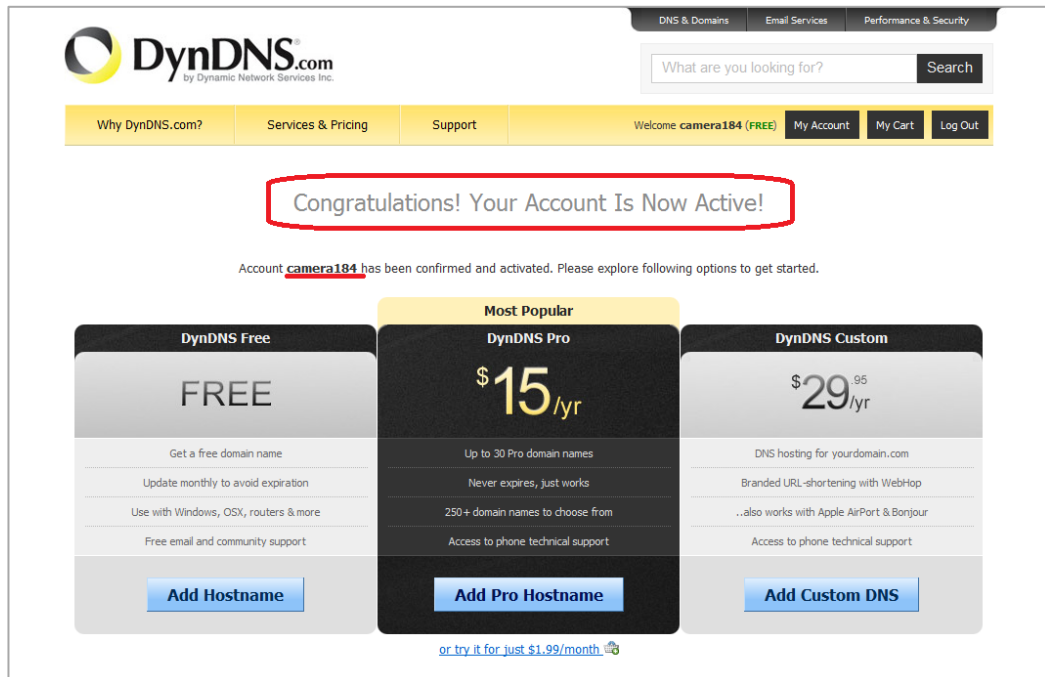 DNS & Domains Email Services Performance & Security
DynDNS.com
by Dynamic Network Services Inc.
What are you looking for? Search
Why DynDNS.com? Services & Pricing Support Welcome camera184 (FREE) My Account My Cart Log Out
Congratulations! Your Account Is Now Active!
Account camera184 has been confirmed and activated. Please explore following options to get started.
Most Popular
DynDNS Free DynDNS Pro DynDNS Custom
FREE $15/yr $29.95/yr
Get a free domain name Up to 30 Pro domain names DNS hosting for yourdomain.com
Update monthly to avoid expiration Never expires, just works Branded URL-shortening with WebHop
Use with Windows, OSX, routers & more 250+ domain names to choose from ..also works with Apple AirPort & Bonjour
Free email and community support Access to phone technical support Access to phone technical support
Add Hostname Add Pro Hostname Add Custom DNS
or try it for just $1.99/month